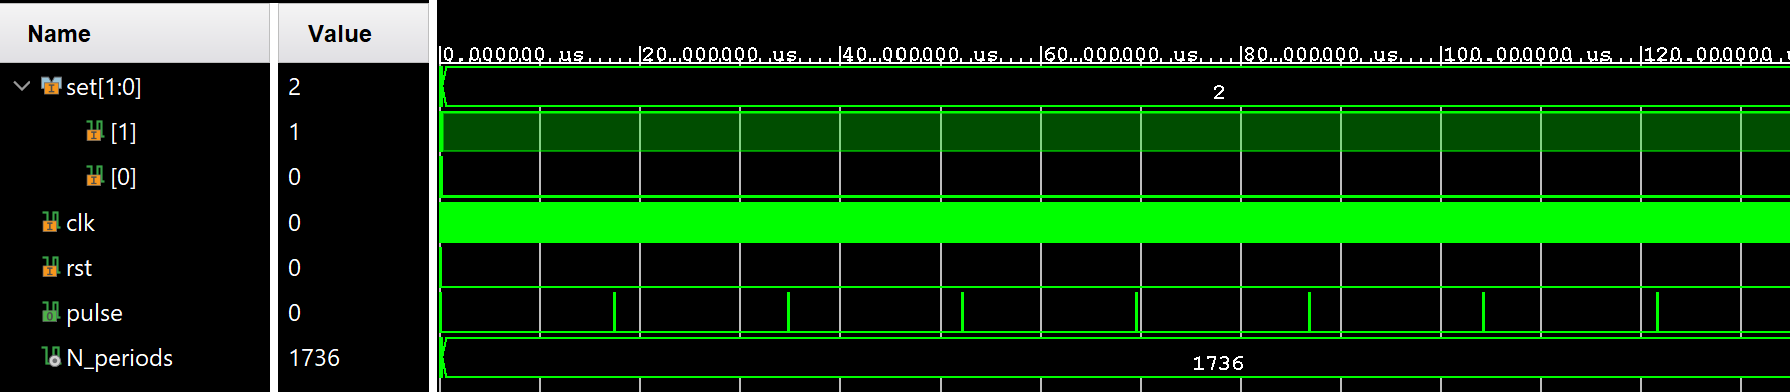 Name Value
0.000000 us 20.000000 us 40.000000 us 60.000000 us 80.000000 us 100.000000 us 120.000000 u
set[1:0] 2 2
[1] 1
[0] 0
clk 0
rst 0
pulse 0
N_periods 1736 1736